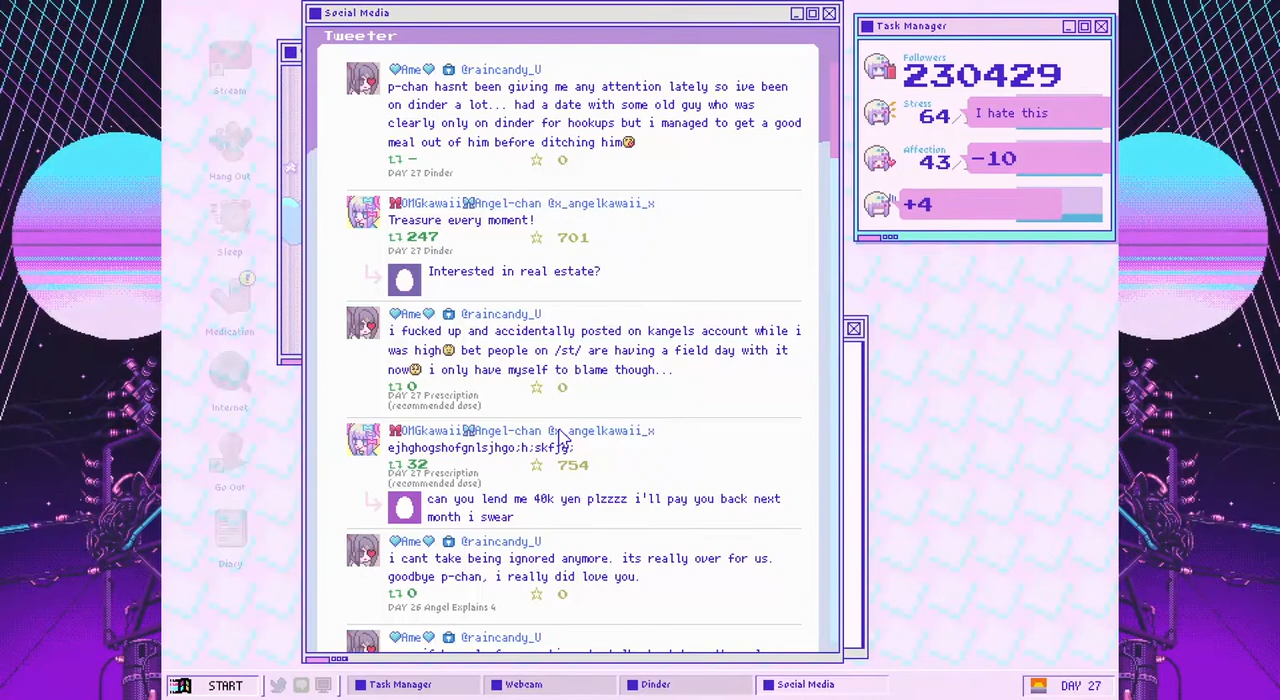 Social Media
Tweeter
Ame @raincandy_U
p-chan hasnt been giving me any attention lately so ive been
on dinder a lot... had a date with some old guy who was
clearly only on dinder for hookups but i managed to get a good
meal out of him before ditching him
– 0
DAY 27 Dinder
OMGkawaii Angel-chan @x_angelkawaii_x
Treasure every moment!
247 701
DAY 27 Dinder
Interested in real estate?
Ame @raincandy_U
i fucked up and accidentally posted on kangels account while i
was high bet people on /st/ are having a field day with it
now i only have myself to blame though...
0 0
DAY 27 Prescription
(recommended dose)
OMGkawaii Angel-chan @x_angelkawaii_x
32 754
DAY 27 Prescription
(recommended dose)
can you lend me 40k yen plzzzz i'll pay you back next
month i swear
Ame @raincandy_U
i cant take being ignored anymore. its really over for us.
goodbye p-chan, i really did love you.
0 0
DAY 26 Angel Explains 4
Ame @raincandy_U
Task Manager
Followers
230429
Stress
64/
I hate this
Affection
43/
-10
+4
Stream
Hang Out
Sleep
Medication
Internet
Go Out
Diary
START
Task Manager
Webcam
Dinder
Social Media
DAY 27